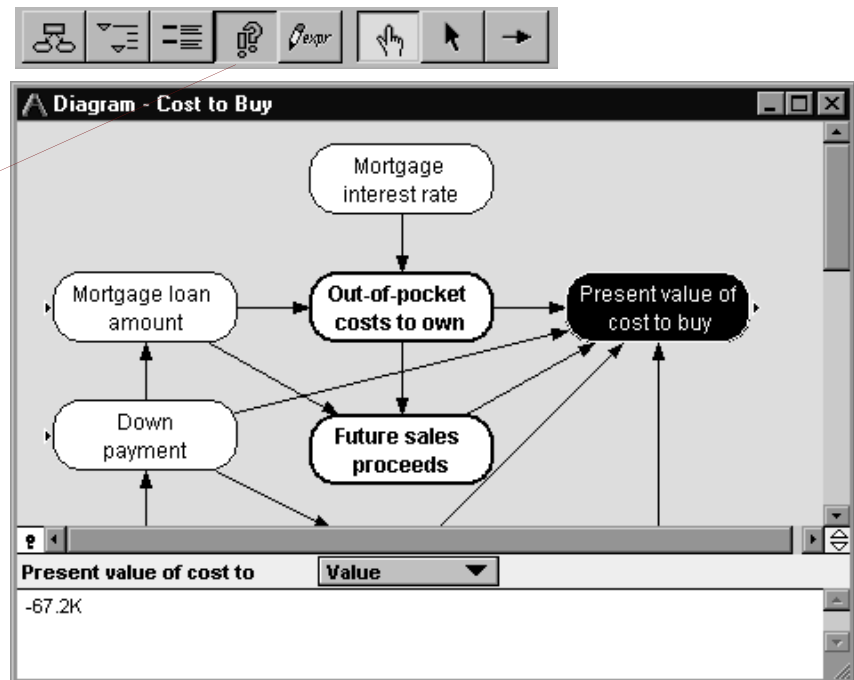 expr
Diagram - Cost to Buy
Mortgage
interest rate
Mortgage loan
amount
Out-of-pocket
costs to own
Present value of
cost to buy
Down
payment
Future sales
proceeds
Present value of cost to
Value
-67.2K